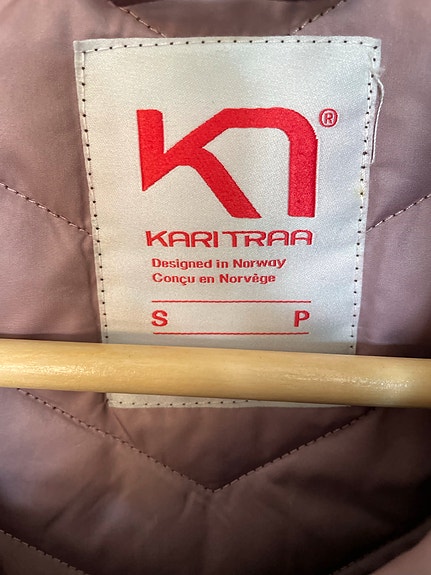 ®
KARI TRAA
Designed in Norway
Conçu en Norvège
S P